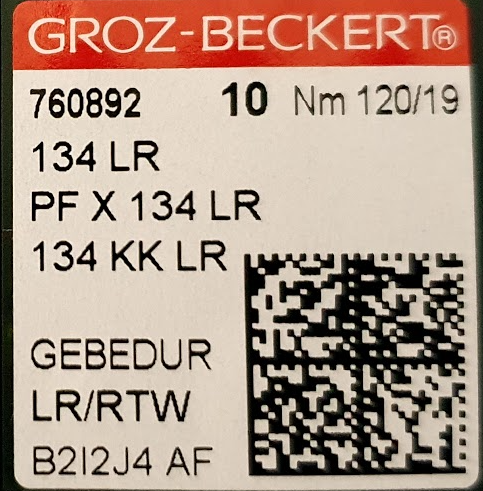 GROZ-BECKERT®
760892 10 Nm 120/19
134 LR
PF X 134 LR
134 KK LR
GEBEDUR
LR/RTW
B2I2J4 AF